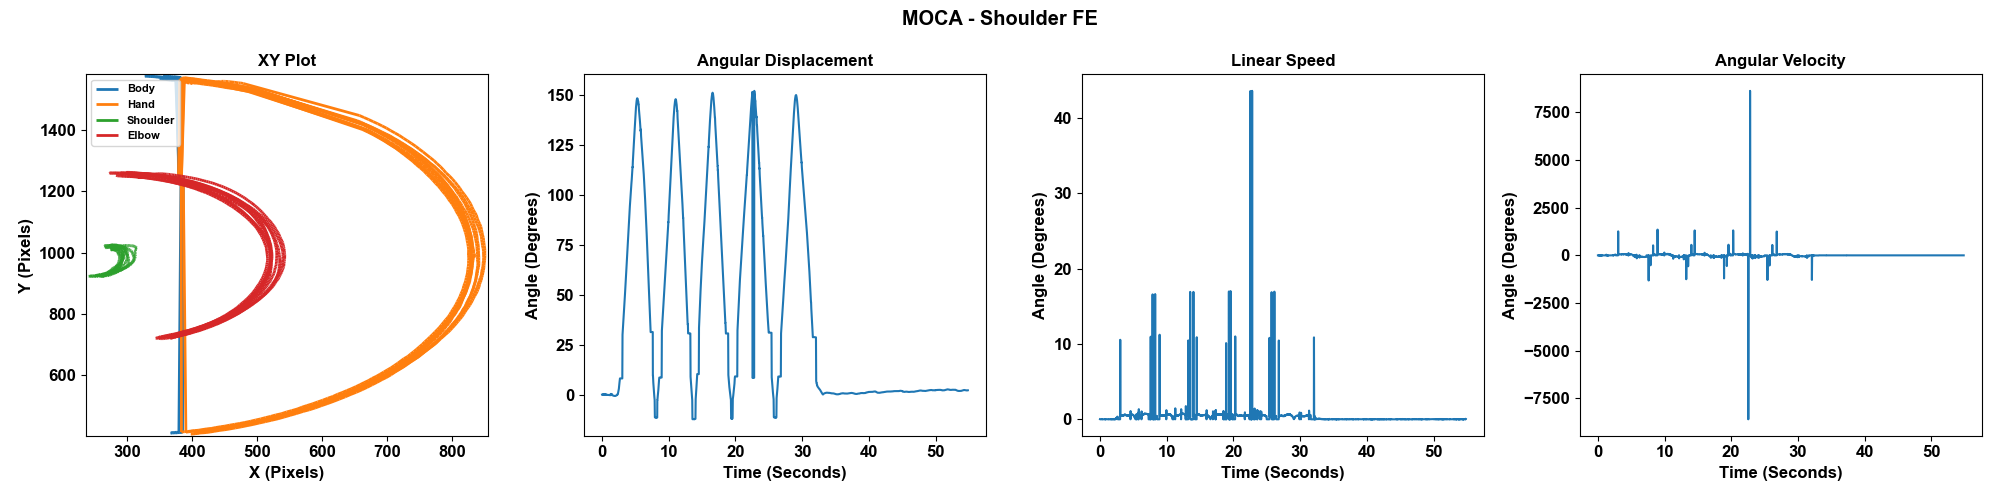 MOCA - Shoulder FE
XY Plot
Body
Hand
Shoulder
Elbow
1400
1200
1000
800
600
Y (Pixels)
300 400 500 600 700 800
X (Pixels)
Angular Displacement
150
125
100
75
50
25
0
Angle (Degrees)
0 10 20 30 40 50
Time (Seconds)
Linear Speed
40
30
20
10
0
Angle (Degrees)
0 10 20 30 40 50
Time (Seconds)
Angular Velocity
7500
5000
2500
0
−2500
−5000
−7500
Angle (Degrees)
0 10 20 30 40 50
Time (Seconds)